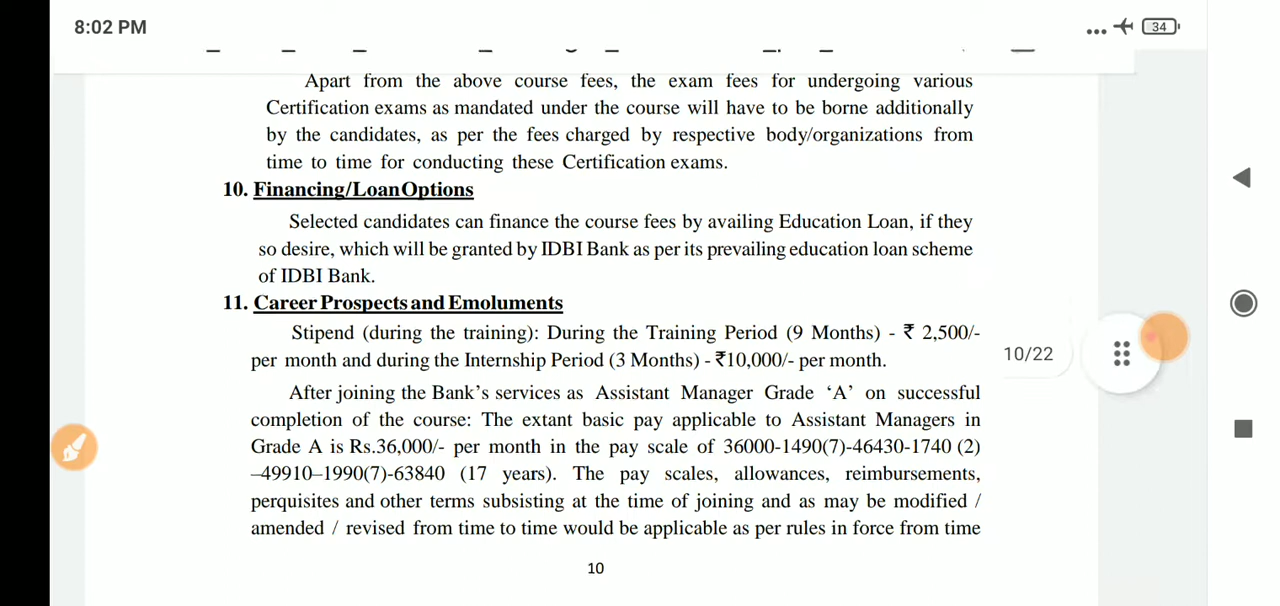 8:02 PM
34
Apart from the above course fees, the exam fees for undergoing various
Certification exams as mandated under the course will have to be borne additionally
by the candidates, as per the fees charged by respective body/organizations from
time to time for conducting these Certification exams.
10. Financing/Loan Options
Selected candidates can finance the course fees by availing Education Loan, if they
so desire, which will be granted by IDBI Bank as per its prevailing education loan scheme
of IDBI Bank.
11. Career Prospects and Emoluments
Stipend (during the training): During the Training Period (9 Months) - ₹ 2,500/-
per month and during the Internship Period (3 Months) - ₹10,000/- per month.
10/22
After joining the Bank's services as Assistant Manager Grade ‘A’ on successful
completion of the course: The extant basic pay applicable to Assistant Managers in
Grade A is Rs.36,000/- per month in the pay scale of 36000-1490(7)-46430-1740 (2)
–49910–1990(7)-63840 (17 years). The pay scales, allowances, reimbursements,
perquisites and other terms subsisting at the time of joining and as may be modified /
amended / revised from time to time would be applicable as per rules in force from time
10